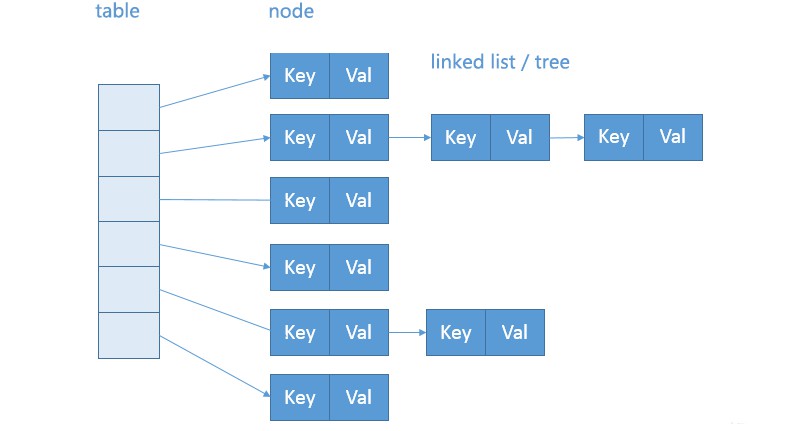 table
node
linked list / tree
Key Val
Key Val Key Val Key Val
Key Val
Key Val
Key Val Key Val
Key Val